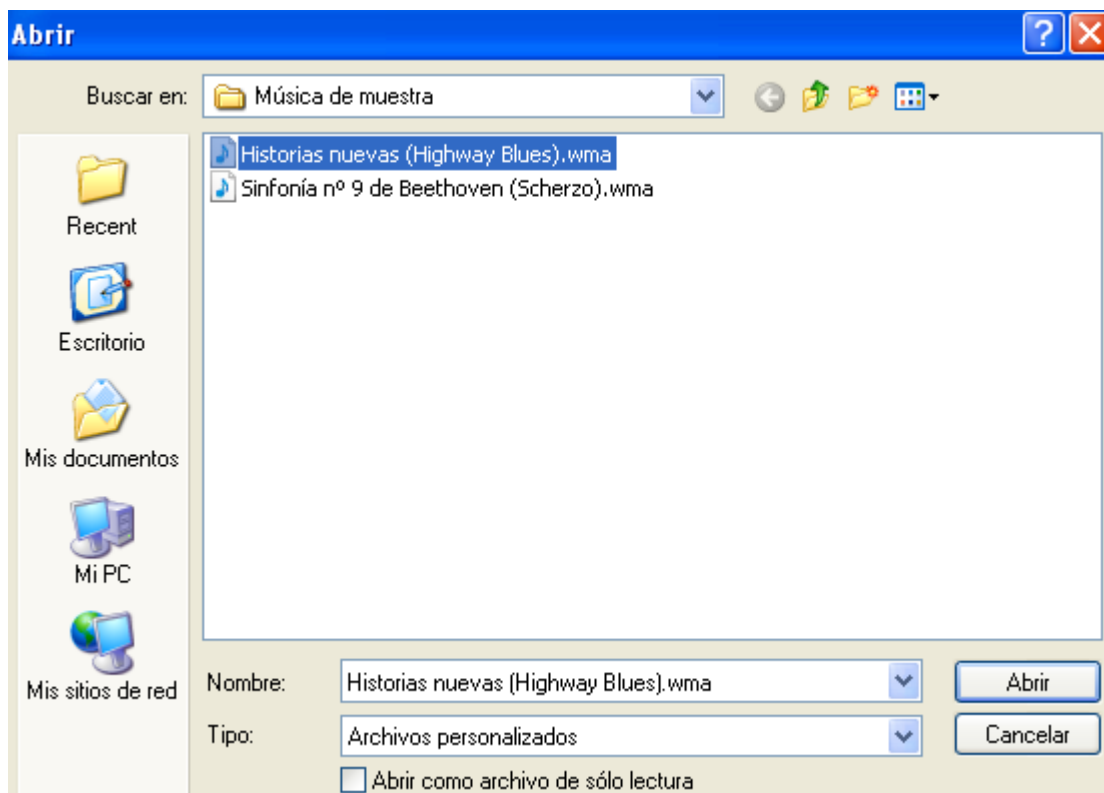 Abrir
Buscar en: Música de muestra
Historias nuevas (Highway Blues).wma
Sinfonía nº 9 de Beethoven (Scherzo).wma
Recent
Escritorio
Mis documentos
Mi PC
Mis sitios de red
Nombre: Historias nuevas (Highway Blues).wma Abrir
Tipo: Archivos personalizados Cancelar
Abrir como archivo de sólo lectura